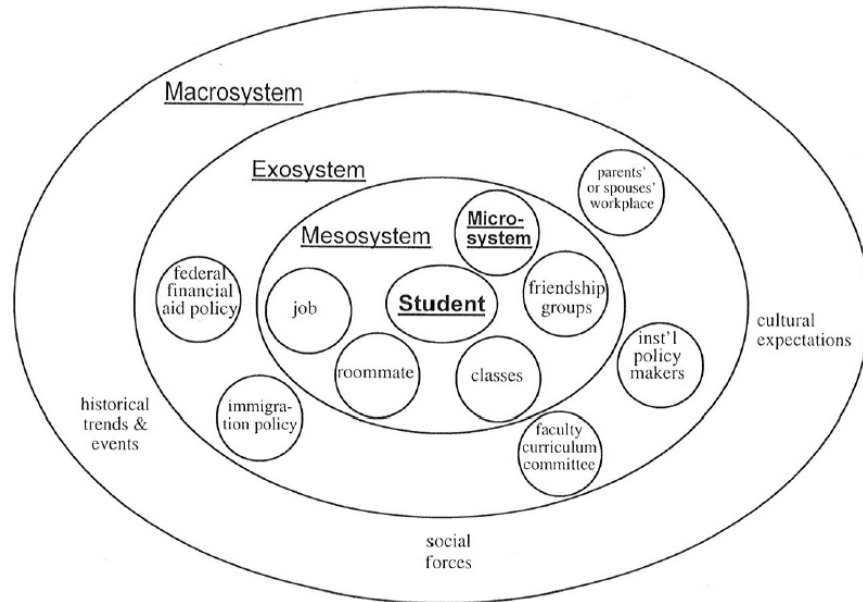 Macrosystem
Exosystem
parents'
or spouses'
workplace
Micro-
system
Mesosystem
federal
financial
aid policy
job
Student
friendship
groups
cultural
expectations
inst'l
policy
makers
roommate
classes
historical
trends &
events
immigra-
tion policy
faculty
curriculum
committee
social
forces